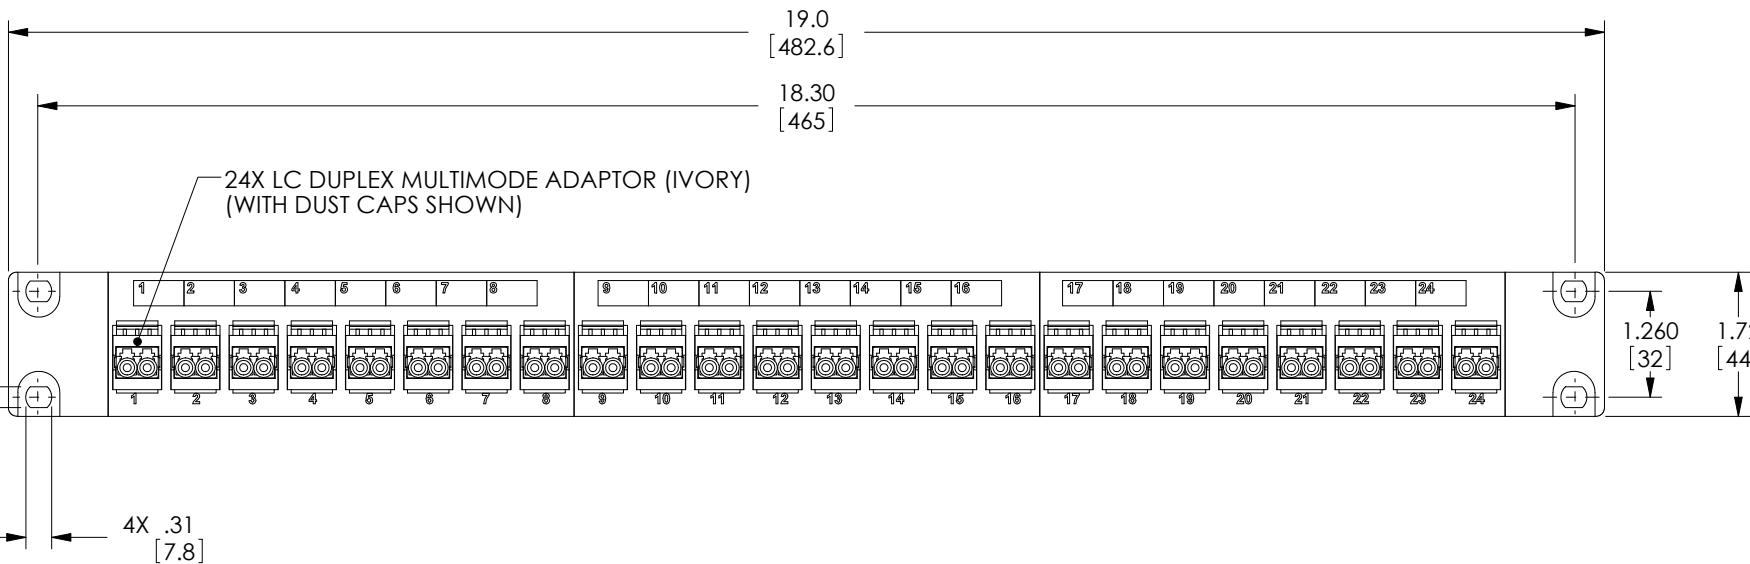 19.0
[482.6]
18.30
[465]
24X LC DUPLEX MULTIMODE ADAPTOR (IVORY)
(WITH DUST CAPS SHOWN)
1 2 3 4 5 6 7 8 9 10 11 12 13 14 15 16 17 18 19 20 21 22 23 24
1.260
[32]
1.7
[44
1 2 3 4 5 6 7 8 9 10 11 12 13 14 15 16 17 18 19 20 21 22 23 24
4X .31
[7.8]